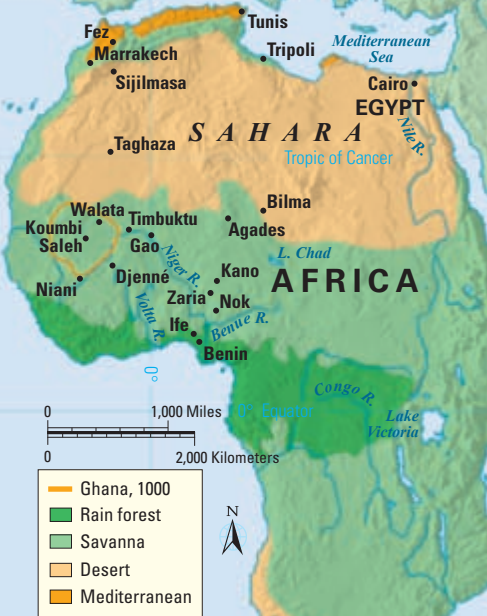 Tunis
Fez
Mediterranean
Sea
Marrakech
Tripoli
Sijilmasa
Cairo
EGYPT
SAHARA
Nile R.
Taghaza
Tropic of Cancer
Walata
Timbuktu
Bilma
Koumbi
Saleh
Gao
Agades
Niger R.
L. Chad
Niani
Djenné
Kano
AFRICA
Zaria
Nok
Volta R.
Ife
Benue R.
Benin
0°
Congo R.
0
1,000 Miles
0° Equator
Lake
Victoria
0
2,000 Kilometers
Ghana, 1000
N
Rain forest
Savanna
Desert
Mediterranean